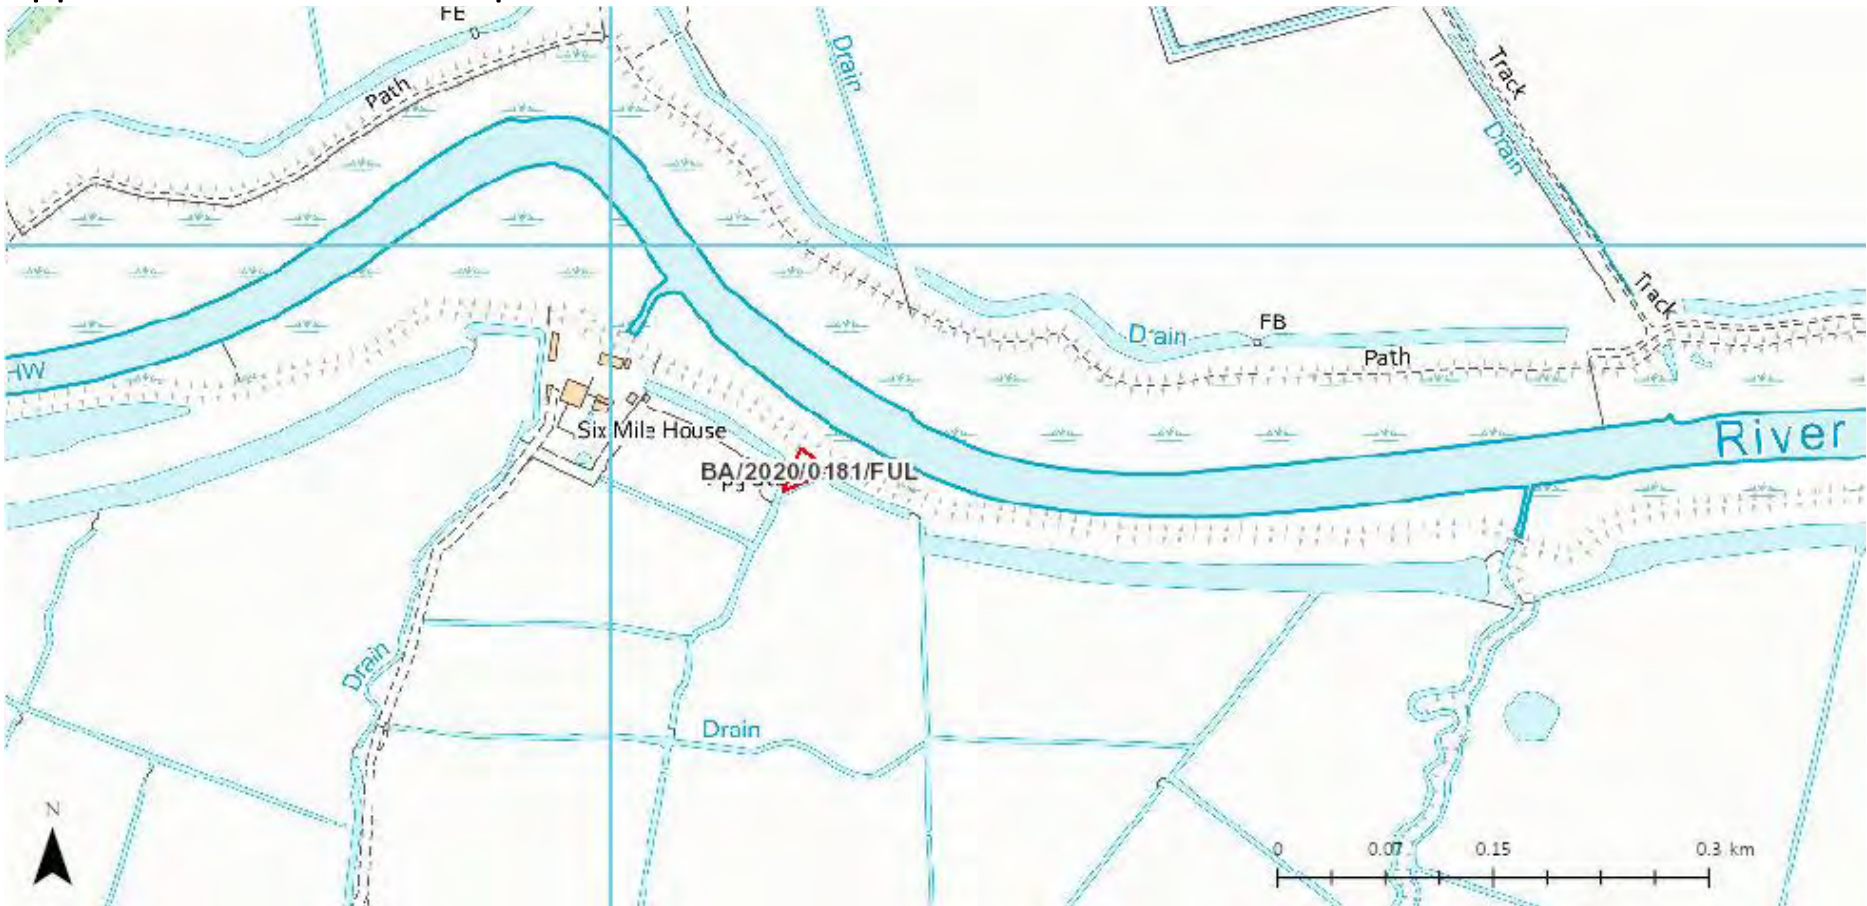 FE
Path
Drain
Track
Drain
Track
HW
Drain
FB
Path
River
Six Mile House
BA/2020/0181/FUL
Drain
Drain
N
0 0.07 0.15 0.3 km